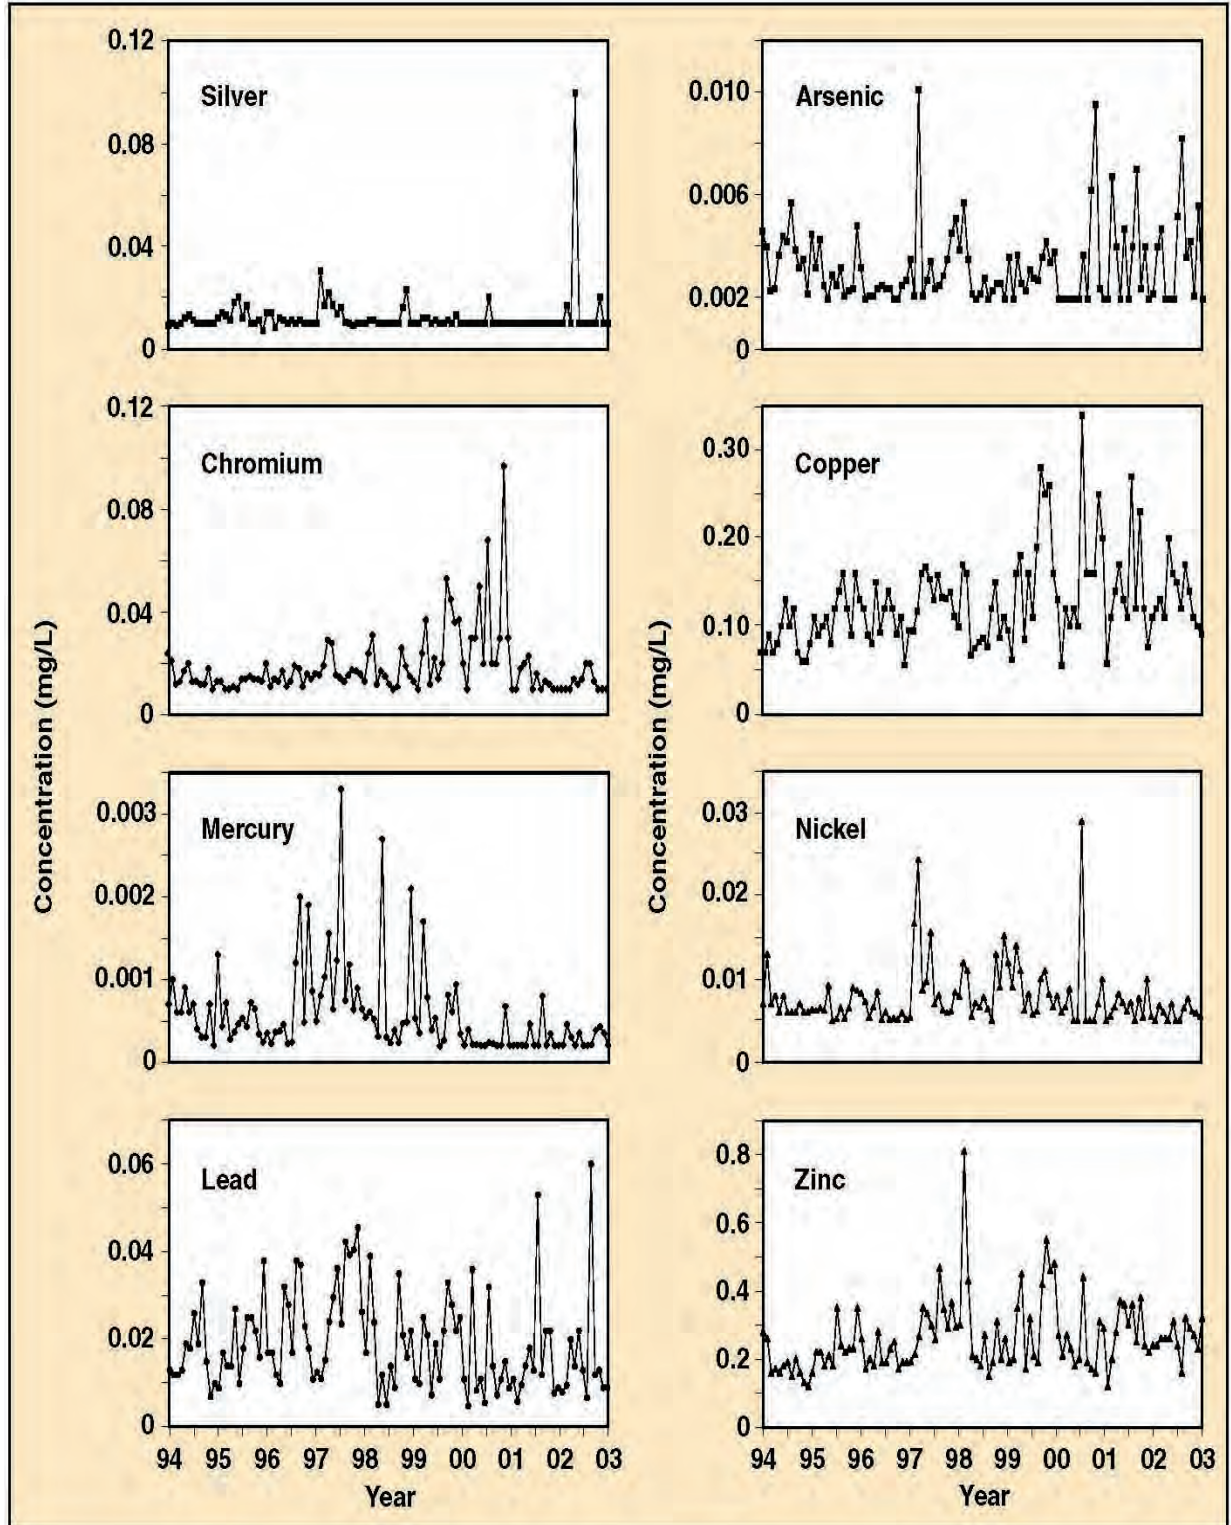 0.12
0.08
0.04
0
Silver
0.010
0.006
0.002
0
Arsenic
0.12
0.08
0.04
0
Chromium
0.30
0.20
0.10
0
Copper
Concentration (mg/L)
Concentration (mg/L)
0.003
0.002
0.001
0
Mercury
0.03
0.02
0.01
0
Nickel
0.06
0.04
0.02
0
Lead
94 95 96 97 98 99 00 01 02 03
Year
0.8
0.6
0.4
0.2
0
Zinc
94 95 96 97 98 99 00 01 02 03
Year